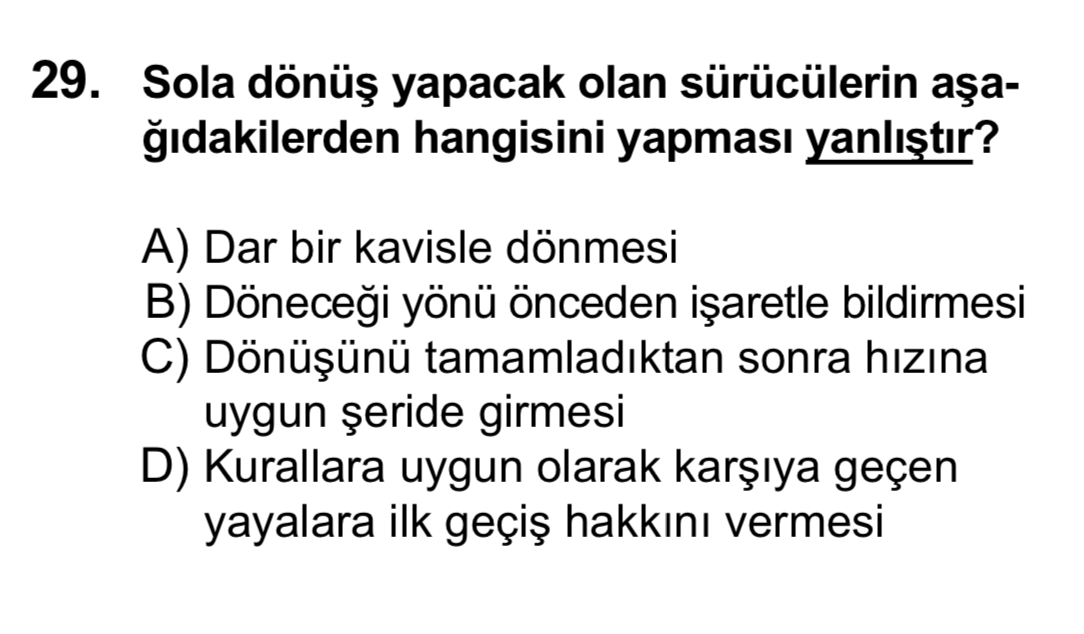 29. Sola dönüş yapacak olan sürücülerin aşa-
ğıdakilerden hangisini yapması yanlıştır?
A) Dar bir kavisle dönmesi
B) Döneceği yönü önceden işaretle bildirmesi
C) Dönüşünü tamamladıktan sonra hızına
uygun şeride girmesi
D) Kurallara uygun olarak karşıya geçen
yayalara ilk geçiş hakkını vermesi